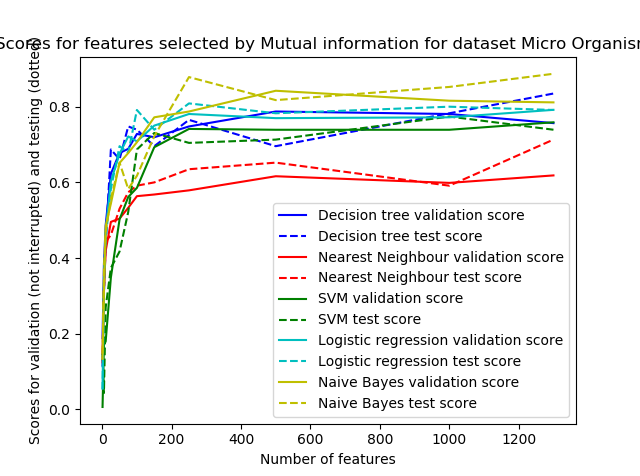 Scores for features selected by Mutual information for dataset Micro Organisms
Scores for validation (not interrupted) and testing (dotted)
0.8
0.6
0.4
0.2
0.0
Decision tree validation score
Decision tree test score
Nearest Neighbour validation score
Nearest Neighbour test score
SVM validation score
SVM test score
Logistic regression validation score
Logistic regression test score
Naive Bayes validation score
Naive Bayes test score
0 200 400 600 800 1000 1200
Number of features